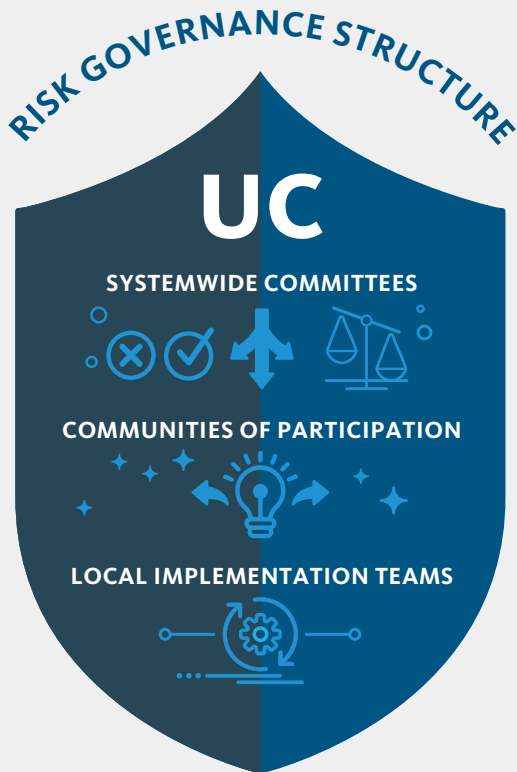 RISK GOVERNANCE STRUCTURE
UC
SYSTEMWIDE COMMITTEES
COMMUNITIES OF PARTICIPATION
LOCAL IMPLEMENTATION TEAMS